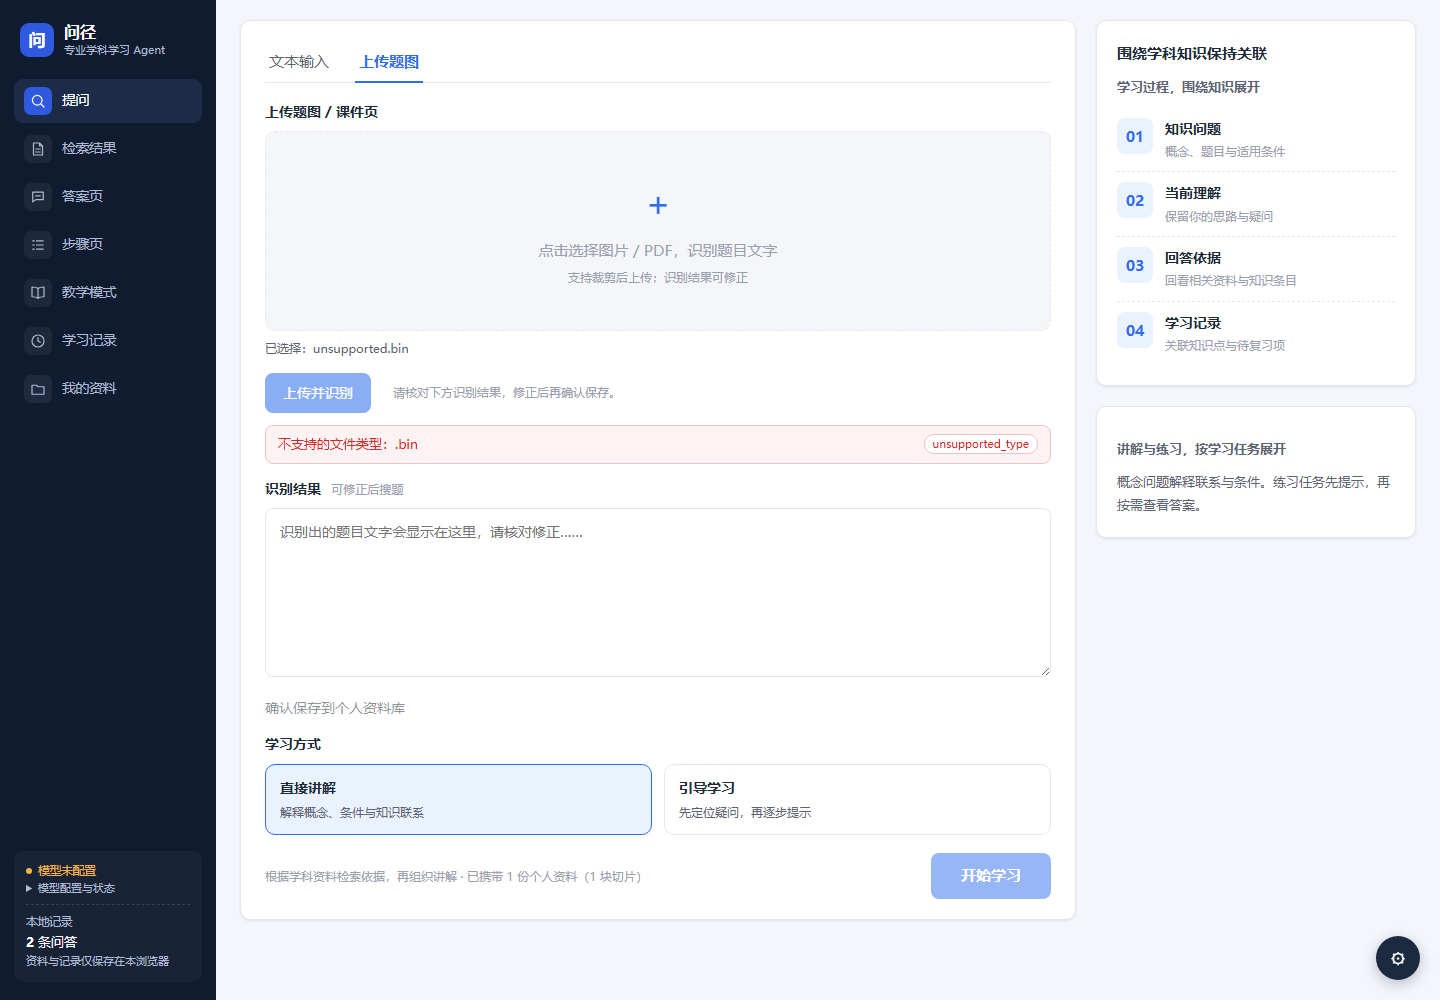 问
问径
专业学科学习 Agent
提问
检索结果
答案页
步骤页
教学模式
学习记录
我的资料
模型未配置
模型配置与状态
本地记录
2 条问答
资料与记录仅保存在本浏览器
文本输入
上传题图
上传题图 / 课件页
+
点击选择图片 / PDF，识别题目文字
支持裁剪后上传；识别结果可修正
已选择：unsupported.bin
上传并识别
请核对下方识别结果，修正后再确认保存。
不支持的文件类型：.bin
unsupported_type
识别结果 可修正后搜题
识别出的题目文字会显示在这里，请核对修正……
确认保存到个人资料库
学习方式
直接讲解
解释概念、条件与知识联系
引导学习
先定位疑问，再逐步提示
根据学科资料检索依据，再组织讲解 · 已携带 1 份个人资料（1 块切片）
开始学习
围绕学科知识保持关联
学习过程，围绕知识展开
01
知识问题
概念、题目与适用条件
02
当前理解
保留你的思路与疑问
03
回答依据
回看相关资料与知识条目
04
学习记录
关联知识点与待复习项
讲解与练习，按学习任务展开
概念问题解释联系与条件。练习任务先提示，再
按需查看答案。